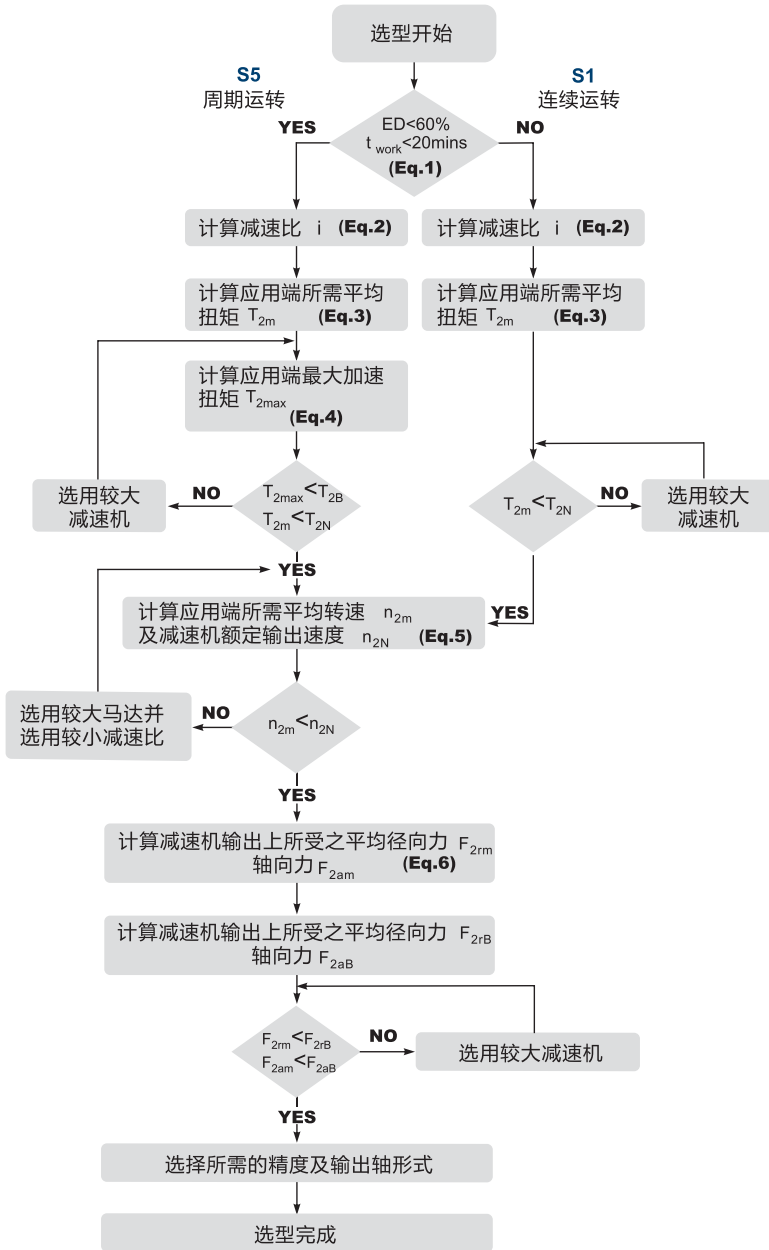 选型开始
S5
周期运转
S1
连续运转
ED<60%
t work<20mins
(Eq.1)
YES
NO
计算减速比 i (Eq.2)
计算减速比 i (Eq.2)
计算应用端所需平均
扭矩 T2m (Eq.3)
计算应用端所需平均
扭矩 T2m (Eq.3)
计算应用端最大加速
扭矩 T2max
(Eq.4)
T2max<T2B
T2m<T2N
NO
选用较大
减速机
T2m<T2N
NO
选用较大
减速机
YES
YES
计算应用端所需平均转速 n2m
及减速机额定输出速度 n2N (Eq.5)
n2m<n2N
NO
选用较大马达并
选用较小减速比
YES
计算减速机输出上所受之平均径向力 F2rm
轴向力 F2am (Eq.6)
计算减速机输出上所受之平均径向力 F2rB
轴向力 F2aB
F2rm<F2rB
F2am<F2aB
NO
选用较大减速机
YES
选择所需的精度及输出轴形式
选型完成